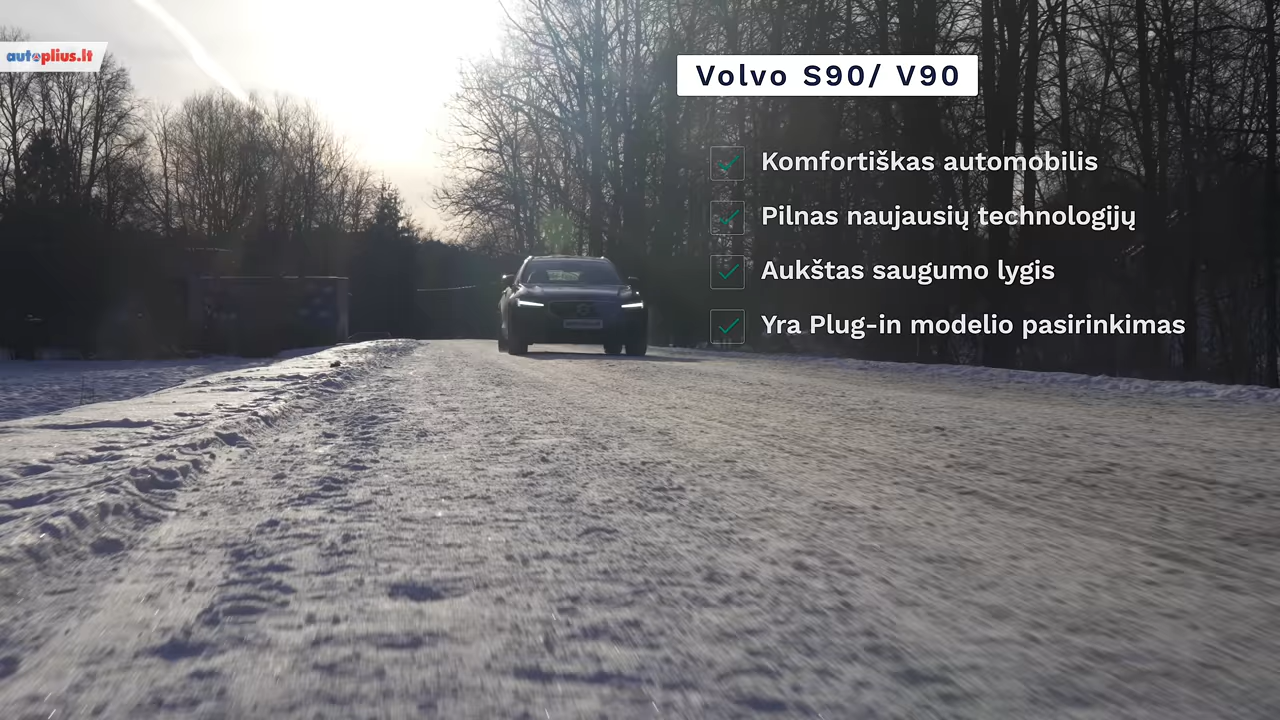 autoplius.lt
Volvo S90/ V90
Komfortiškas automobilis
Pilnas naujausių technologijų
Aukštas saugumo lygis
Yra Plug-in modelio pasirinkimas